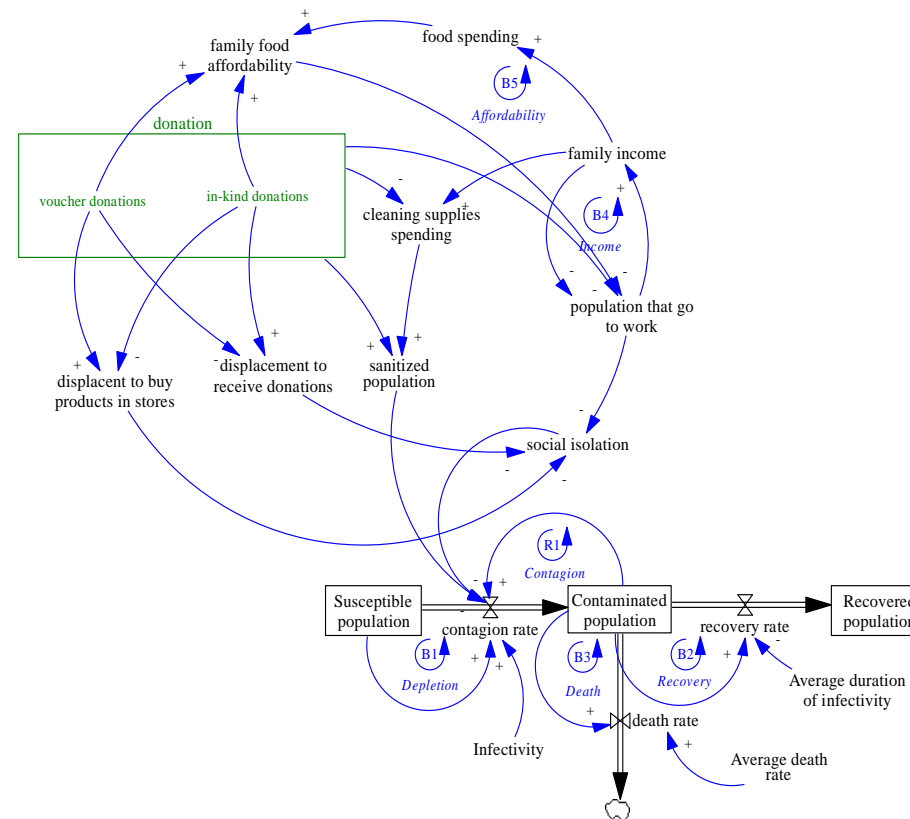 food spending
family food
affordability
B5
Affordability
donation
family income
voucher donations
in-kind donations
cleaning supplies
spending
B4
Income
population that go
to work
displacent to buy
products in stores
displacement to
receive donations
sanitized
population
social isolation
R1
Contagion
Susceptible
population
Contaminated
population
Recovered
population
contagion rate
recovery rate
B1
Depletion
B3
Death
B2
Recovery
Average duration
of infectivity
death rate
Infectivity
Average death
rate